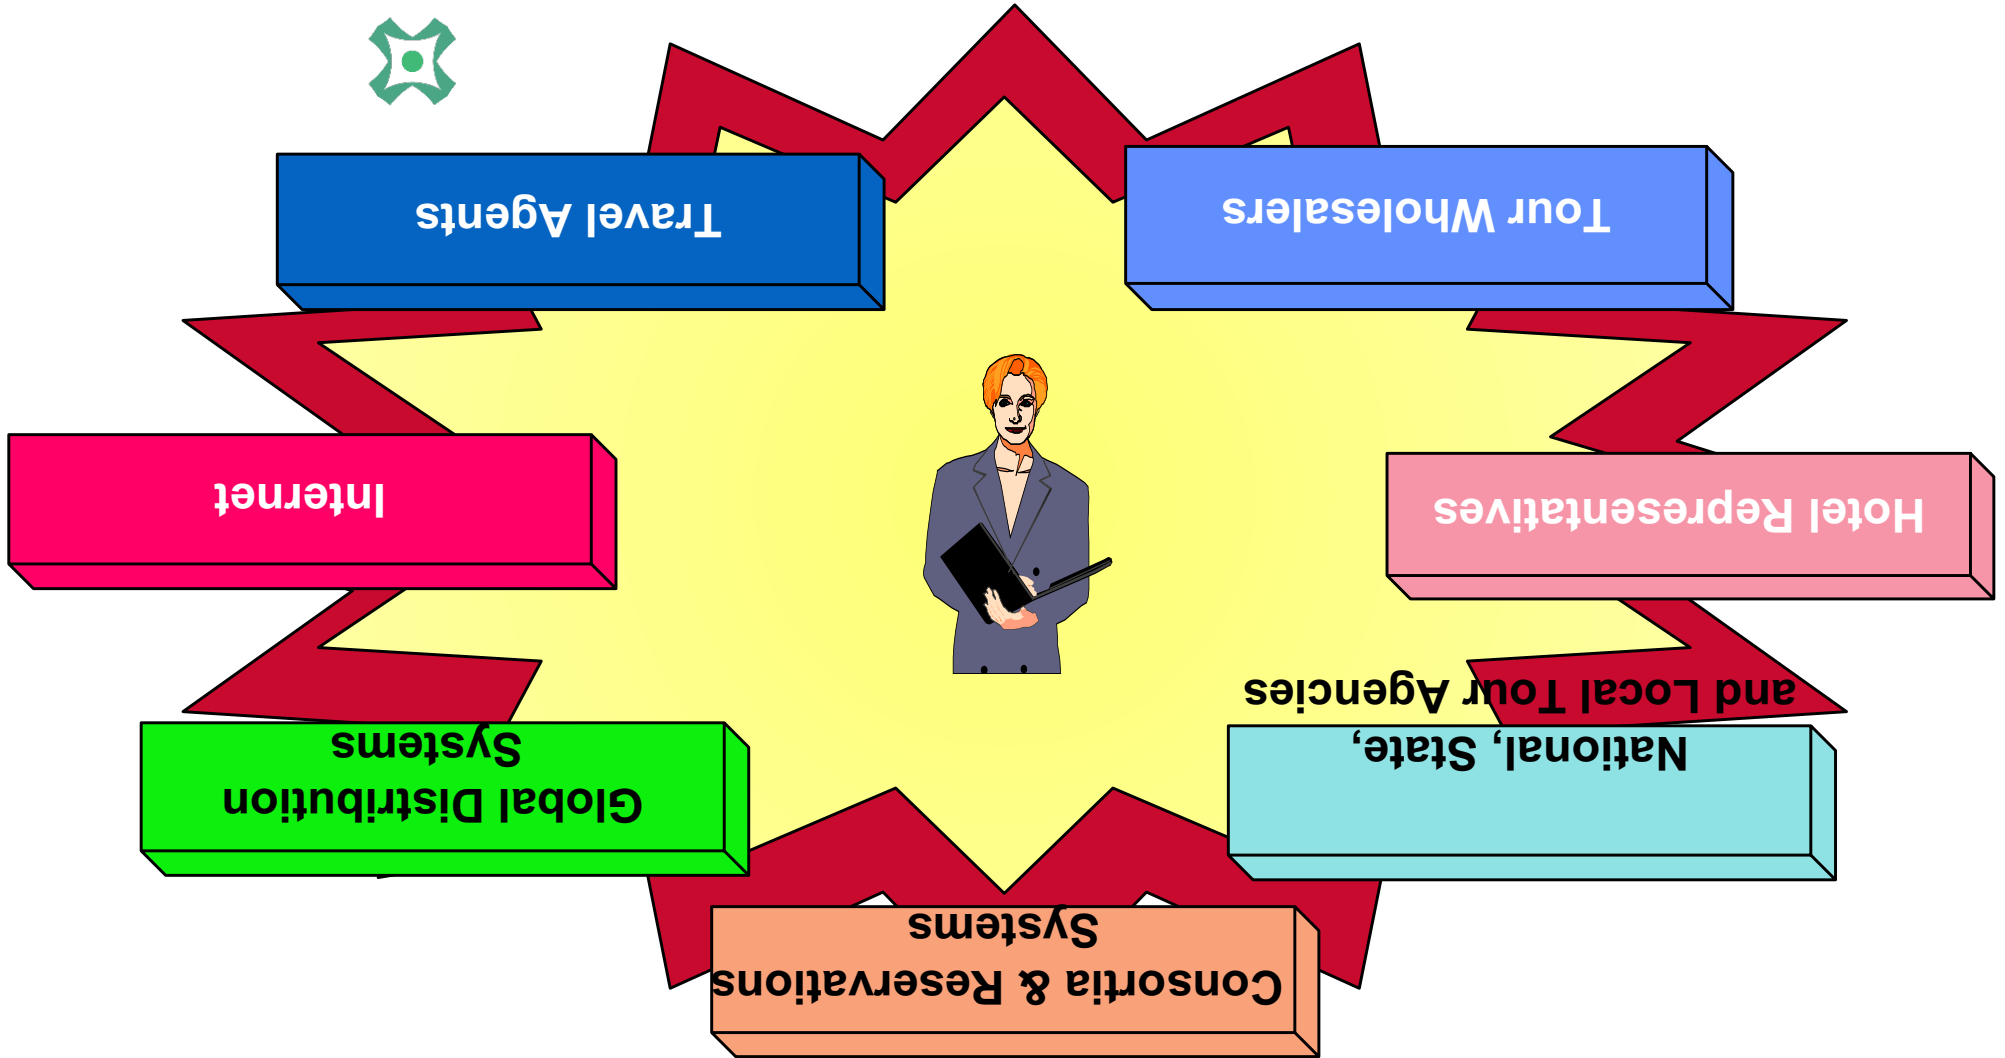 Travel Agents
Tour Wholesalers
Internet
Hotel Representatives
Global Distribution
Systems
National, State,
and Local Tour Agencies
Consortia & Reservations
Systems